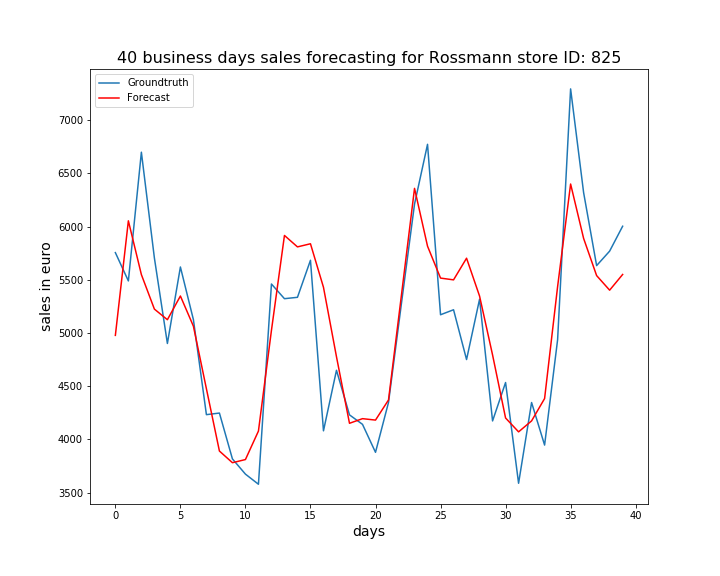 40 business days sales forecasting for Rossmann store ID: 825
Groundtruth
Forecast
sales in euro
7000
6500
6000
5500
5000
4500
4000
3500
0 5 10 15 20 25 30 35 40
days